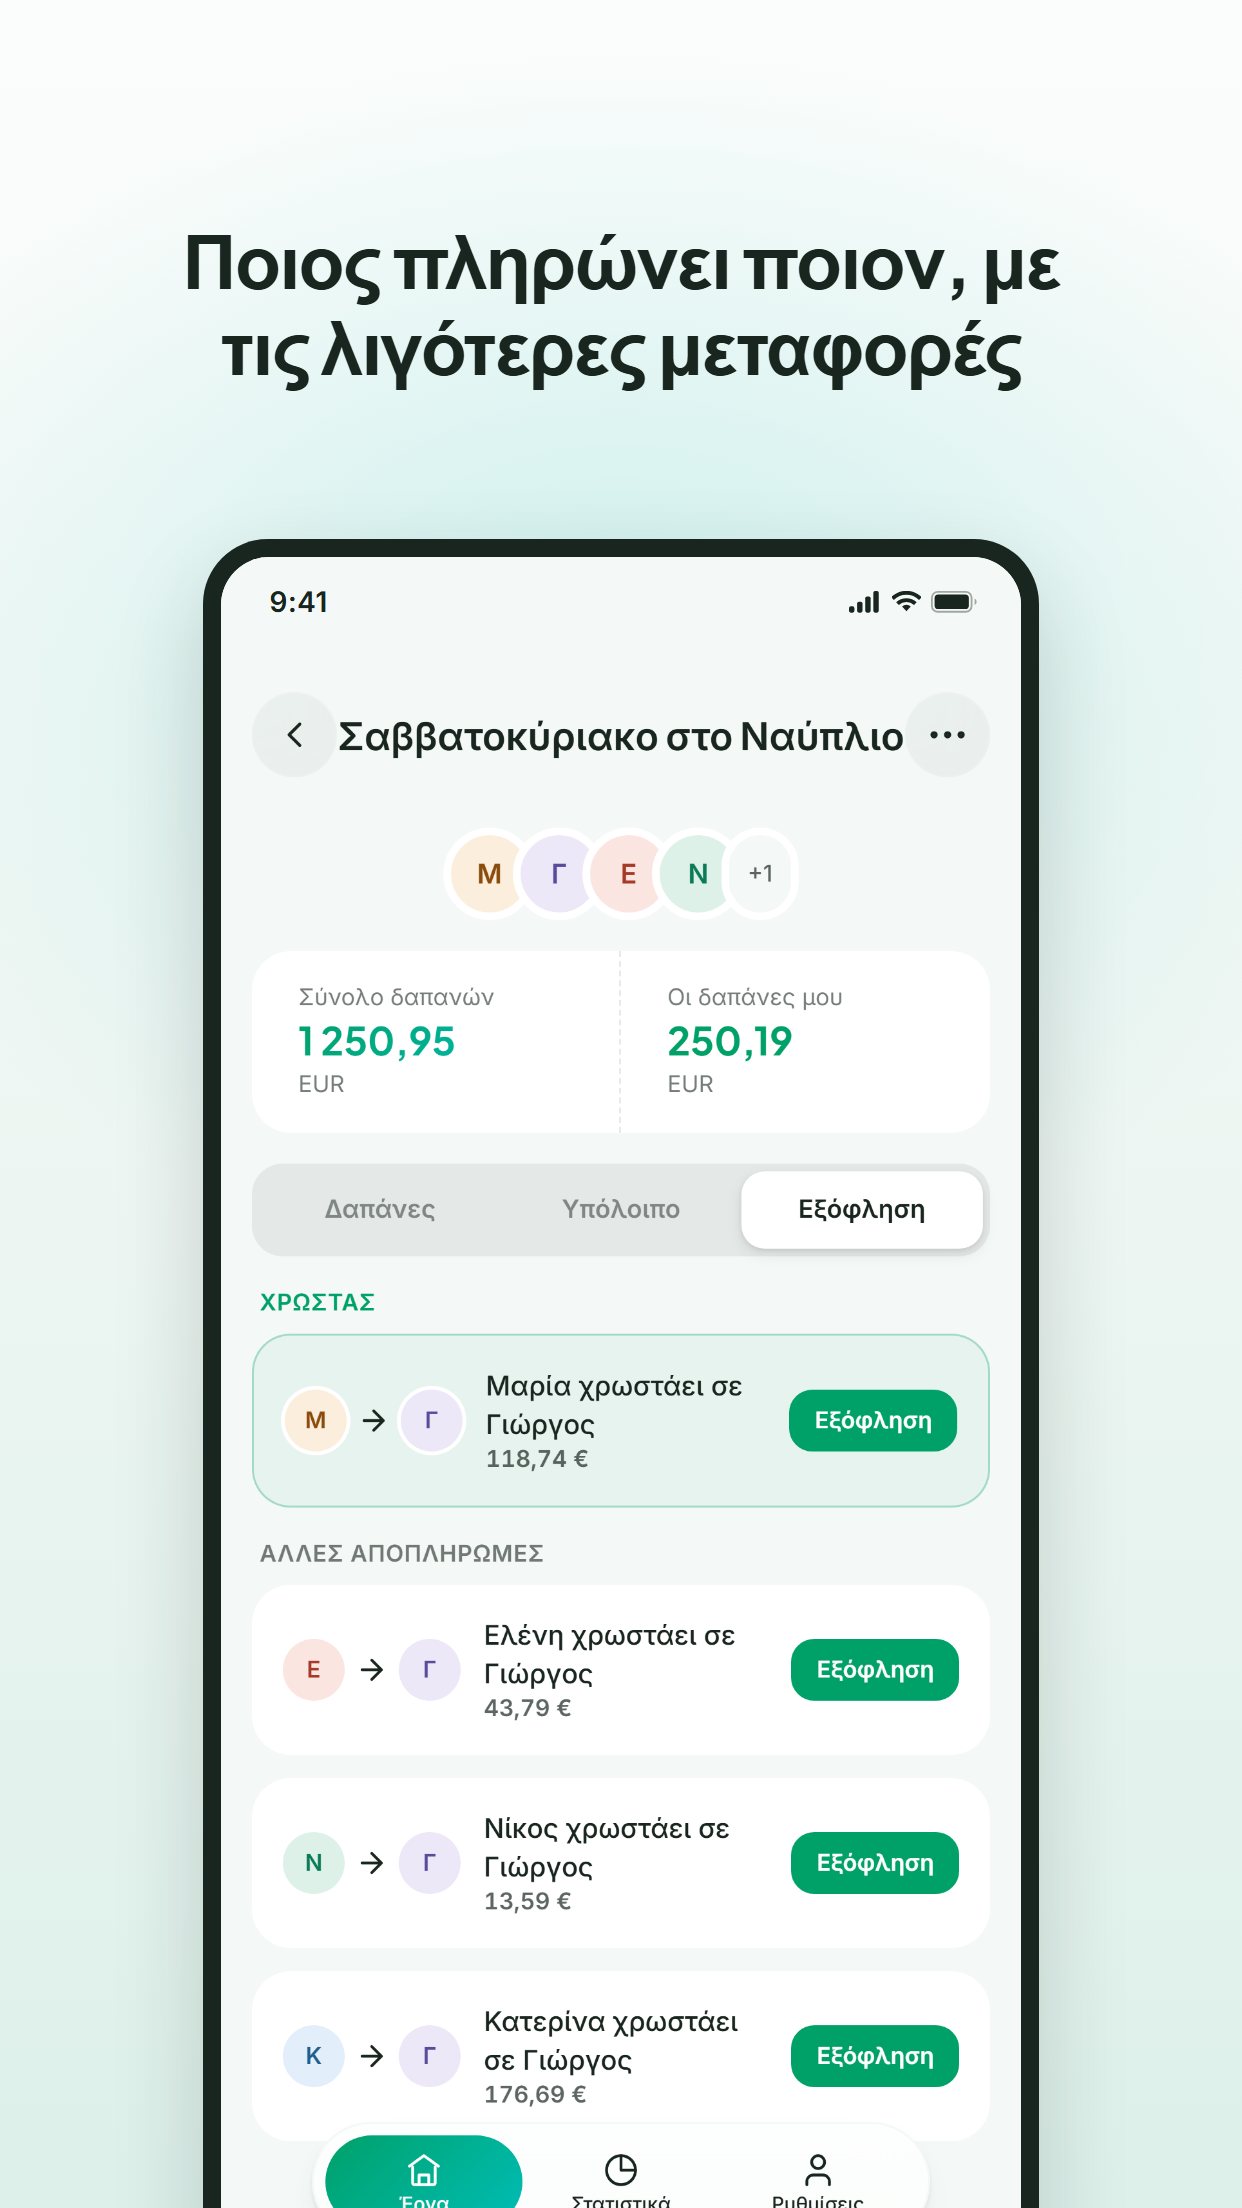 Ποιος πληρώνει ποιον, με
τις λιγότερες μεταφορές
9:41
Σαββατοκύριακο στο Ναύπλιο
Μ Γ Ε Ν +1
Σύνολο δαπανών
1 250,95
EUR
Οι δαπάνες μου
250,19
EUR
Δαπάνες Υπόλοιπο Εξόφληση
ΧΡΩΣΤΑΣ
Μ Γ
Μαρία χρωστάει σε
Γιώργος
118,74 €
Εξόφληση
ΑΛΛΕΣ ΑΠΟΠΛΗΡΩΜΕΣ
Ε Γ
Ελένη χρωστάει σε
Γιώργος
43,79 €
Εξόφληση
Ν Γ
Νίκος χρωστάει σε
Γιώργος
13,59 €
Εξόφληση
Κ Γ
Κατερίνα χρωστάει
σε Γιώργος
176,69 €
Εξόφληση
Έργα Στατιστικά Ρυθμίσεις